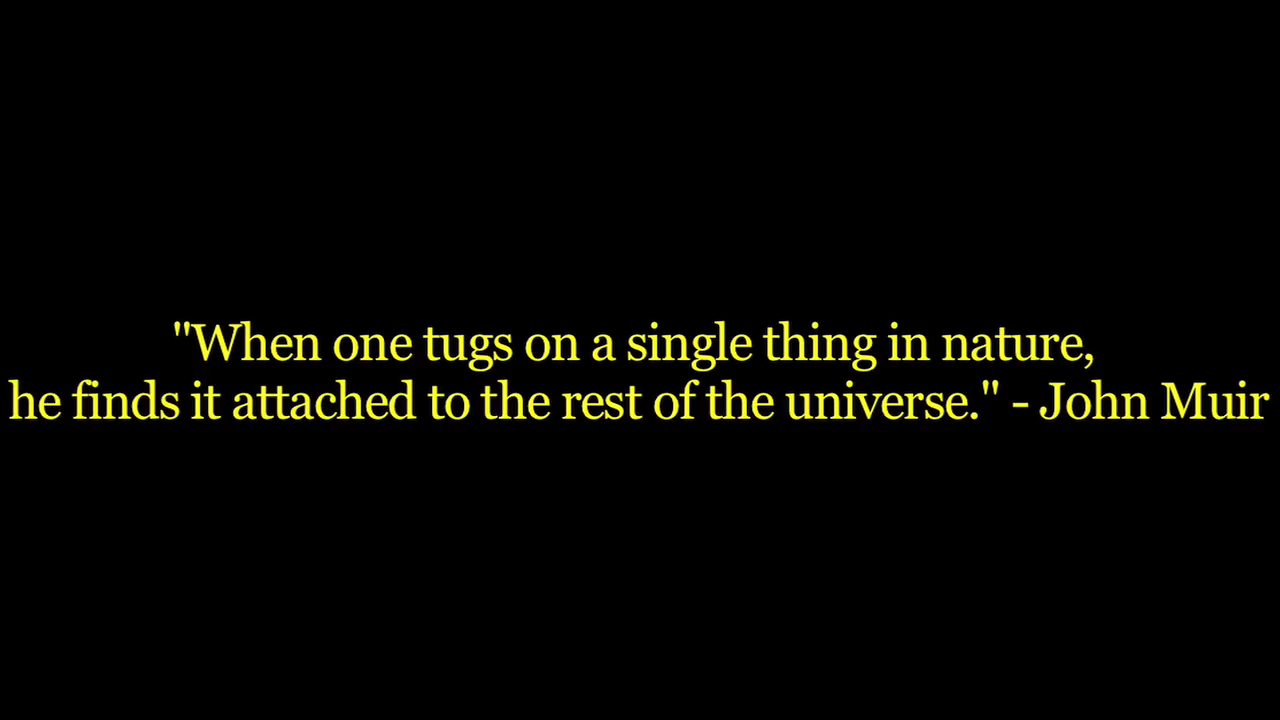 "When one tugs on a single thing in nature,
he finds it attached to the rest of the universe." - John Muir